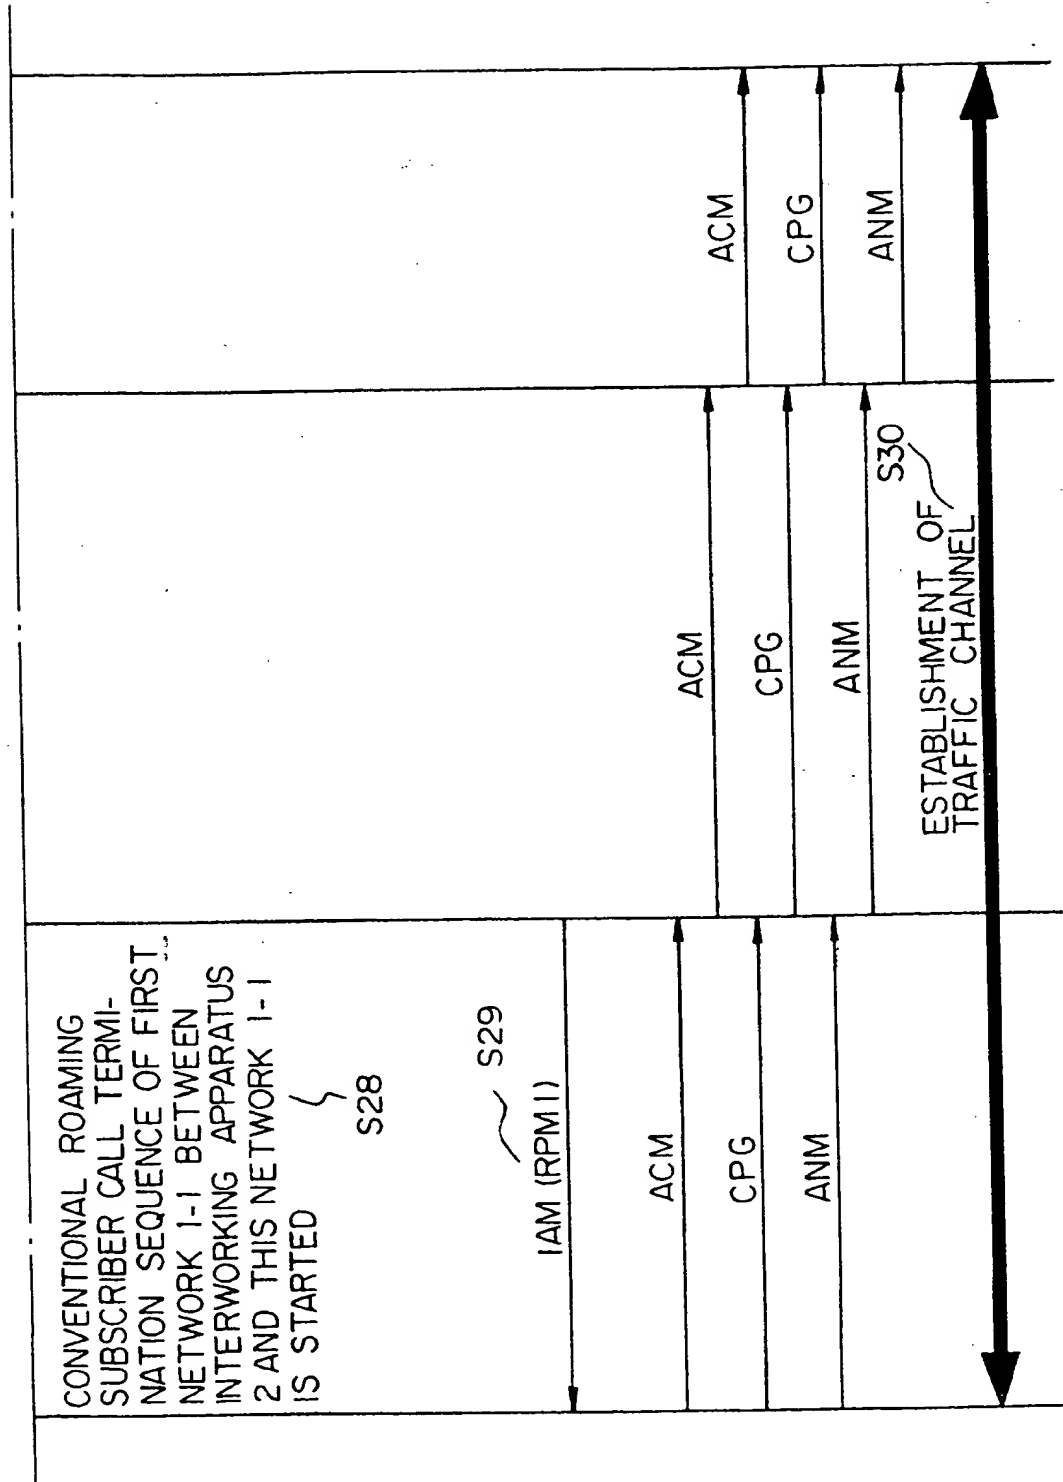 CONVENTIONAL ROAMING
SUBSCRIBER CALL TERMI-
NATION SEQUENCE OF FIRST
NETWORK 1-1 BETWEEN
INTERWORKING APPARATUS
2 AND THIS NETWORK 1-1
IS STARTED
S28
IAM (RPM1)
S29
ACM
CPG
ANM
ACM
CPG
ANM
ACM
CPG
ANM
S30
ESTABLISHMENT OF
TRAFFIC CHANNEL